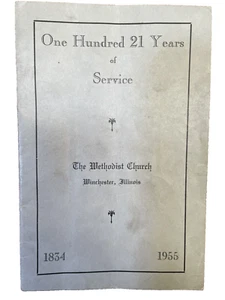 One Hundred 21 Years
of
Service
The Methodist Church
Winchester, Illinois
1834 1955